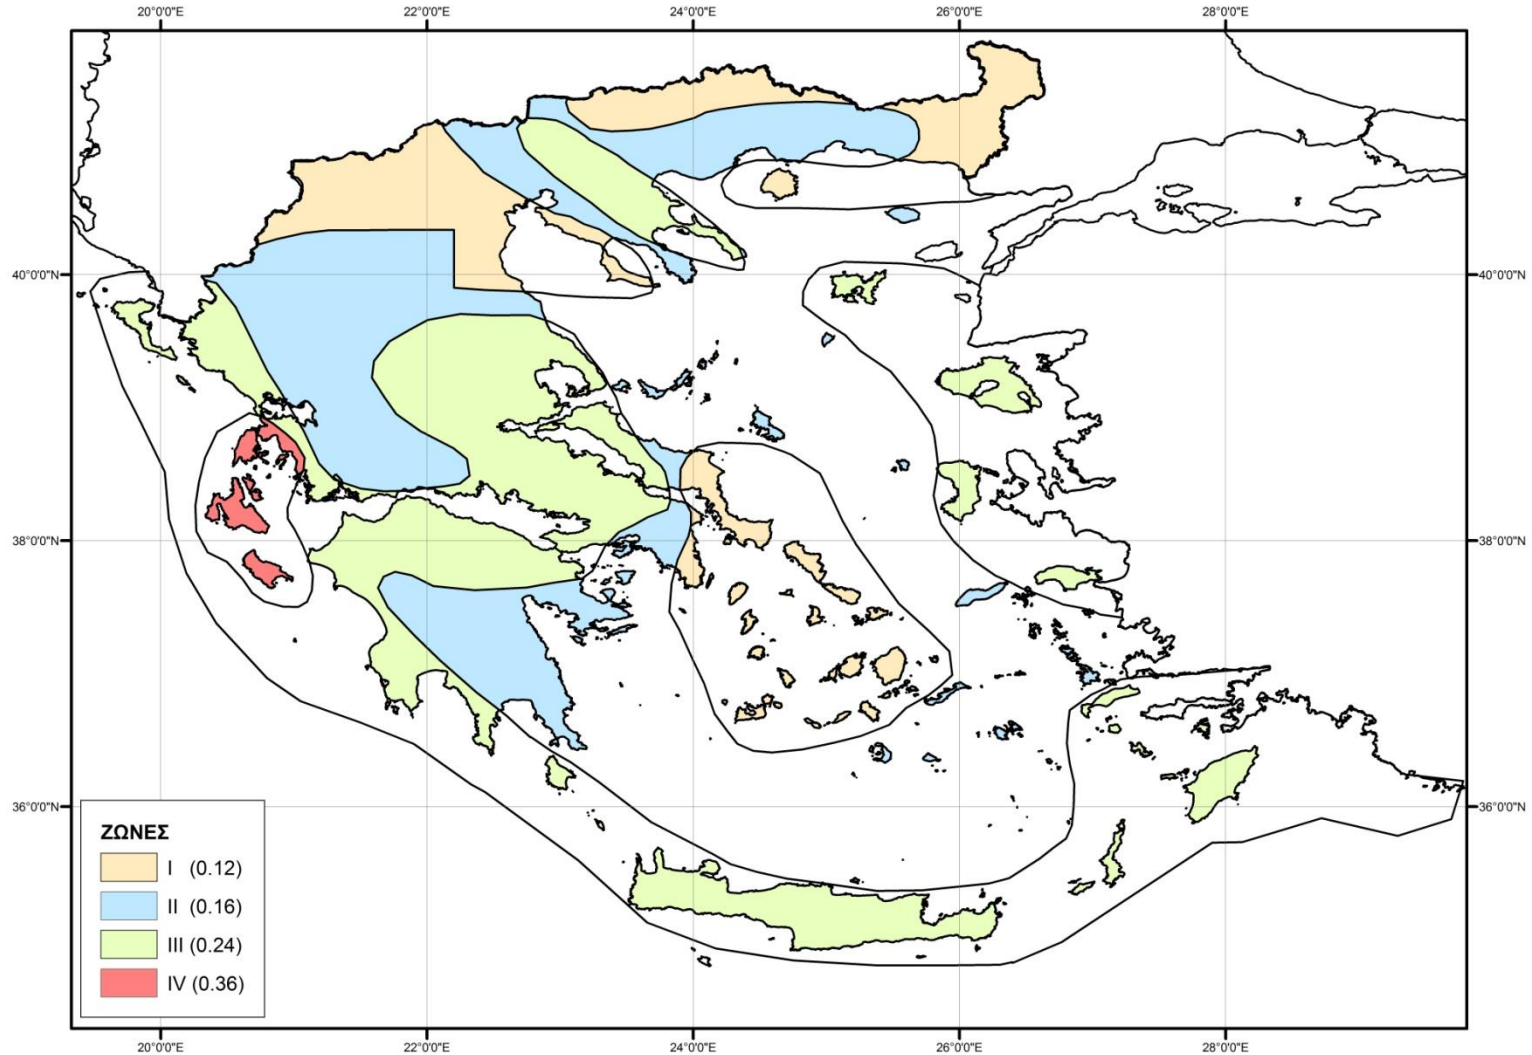 20°0'0"E 22°0'0"E 24°0'0"E 26°0'0"E 28°0'0"E
40°0'0"N 40°0'0"N
38°0'0"N 38°0'0"N
36°0'0"N 36°0'0"N
ΖΩΝΕΣ
I (0.12)
II (0.16)
III (0.24)
IV (0.36)
20°0'0"E 22°0'0"E 24°0'0"E 26°0'0"E 28°0'0"E